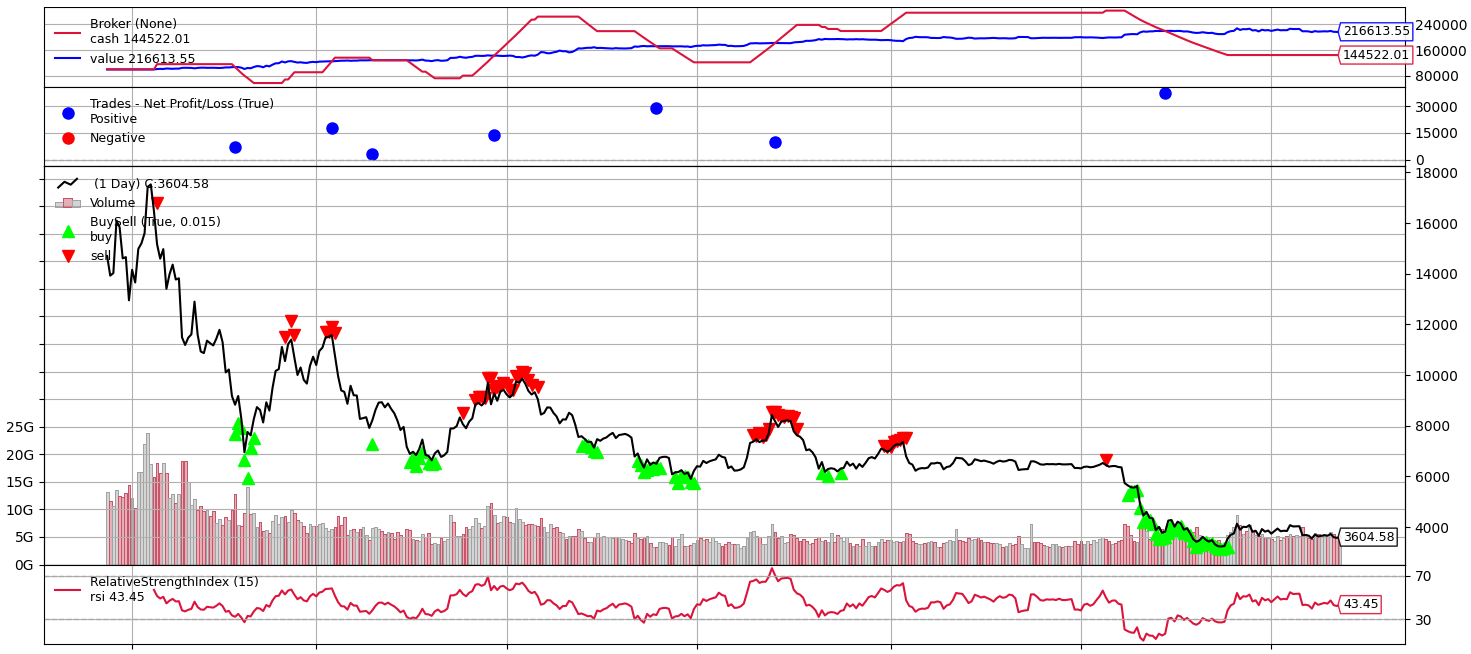 Broker (None)
cash 144522.01
value 216613.55
240000
216613.55
160000
144522.01
80000
Trades - Net Profit/Loss (True)
Positive
Negative
30000
15000
0
(1 Day) C:3604.58
Volume
BuySell (True, 0.015)
buy
sell
18000
16000
14000
12000
10000
8000
6000
4000
3604.58
25G
20G
15G
10G
5G
0G
RelativeStrengthIndex (15)
rsi 43.45
70
43.45
30